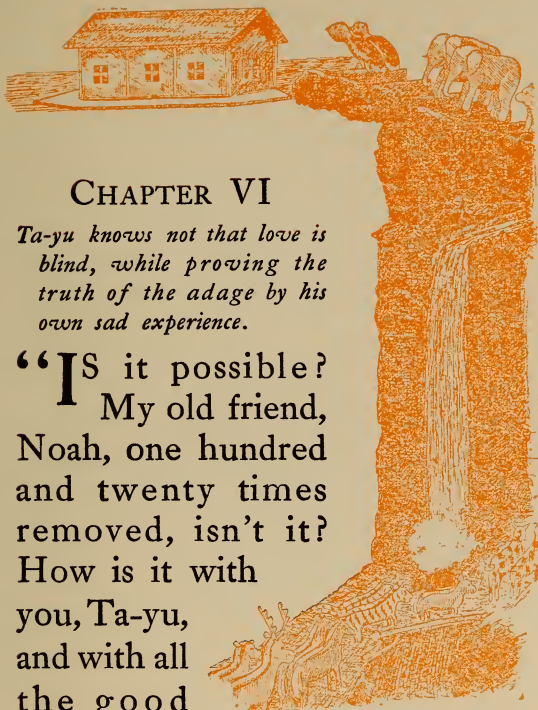 CHAPTER VI
Ta-yu knows not that love is
blind, while proving the
truth of the adage by his
own sad experience.
“IS it possible?
My old friend,
Noah, one hundred
and twenty times
removed, isn't it?
How is it with
you, Ta-yu,
and with all
the good